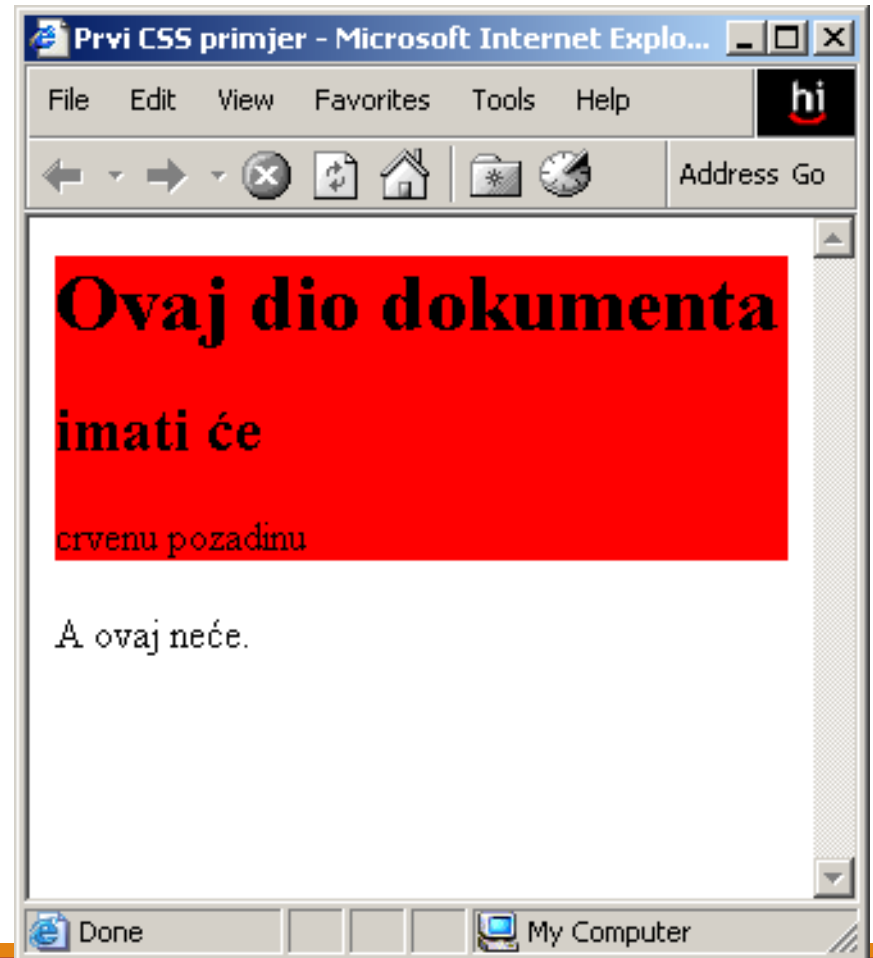 Prvi CSS primjer - Microsoft Internet Explo...
File Edit View Favorites Tools Help hi
Address Go
Ovaj dio dokumenta
imati će
crvenu pozadinu
A ovaj neće.
Done My Computer